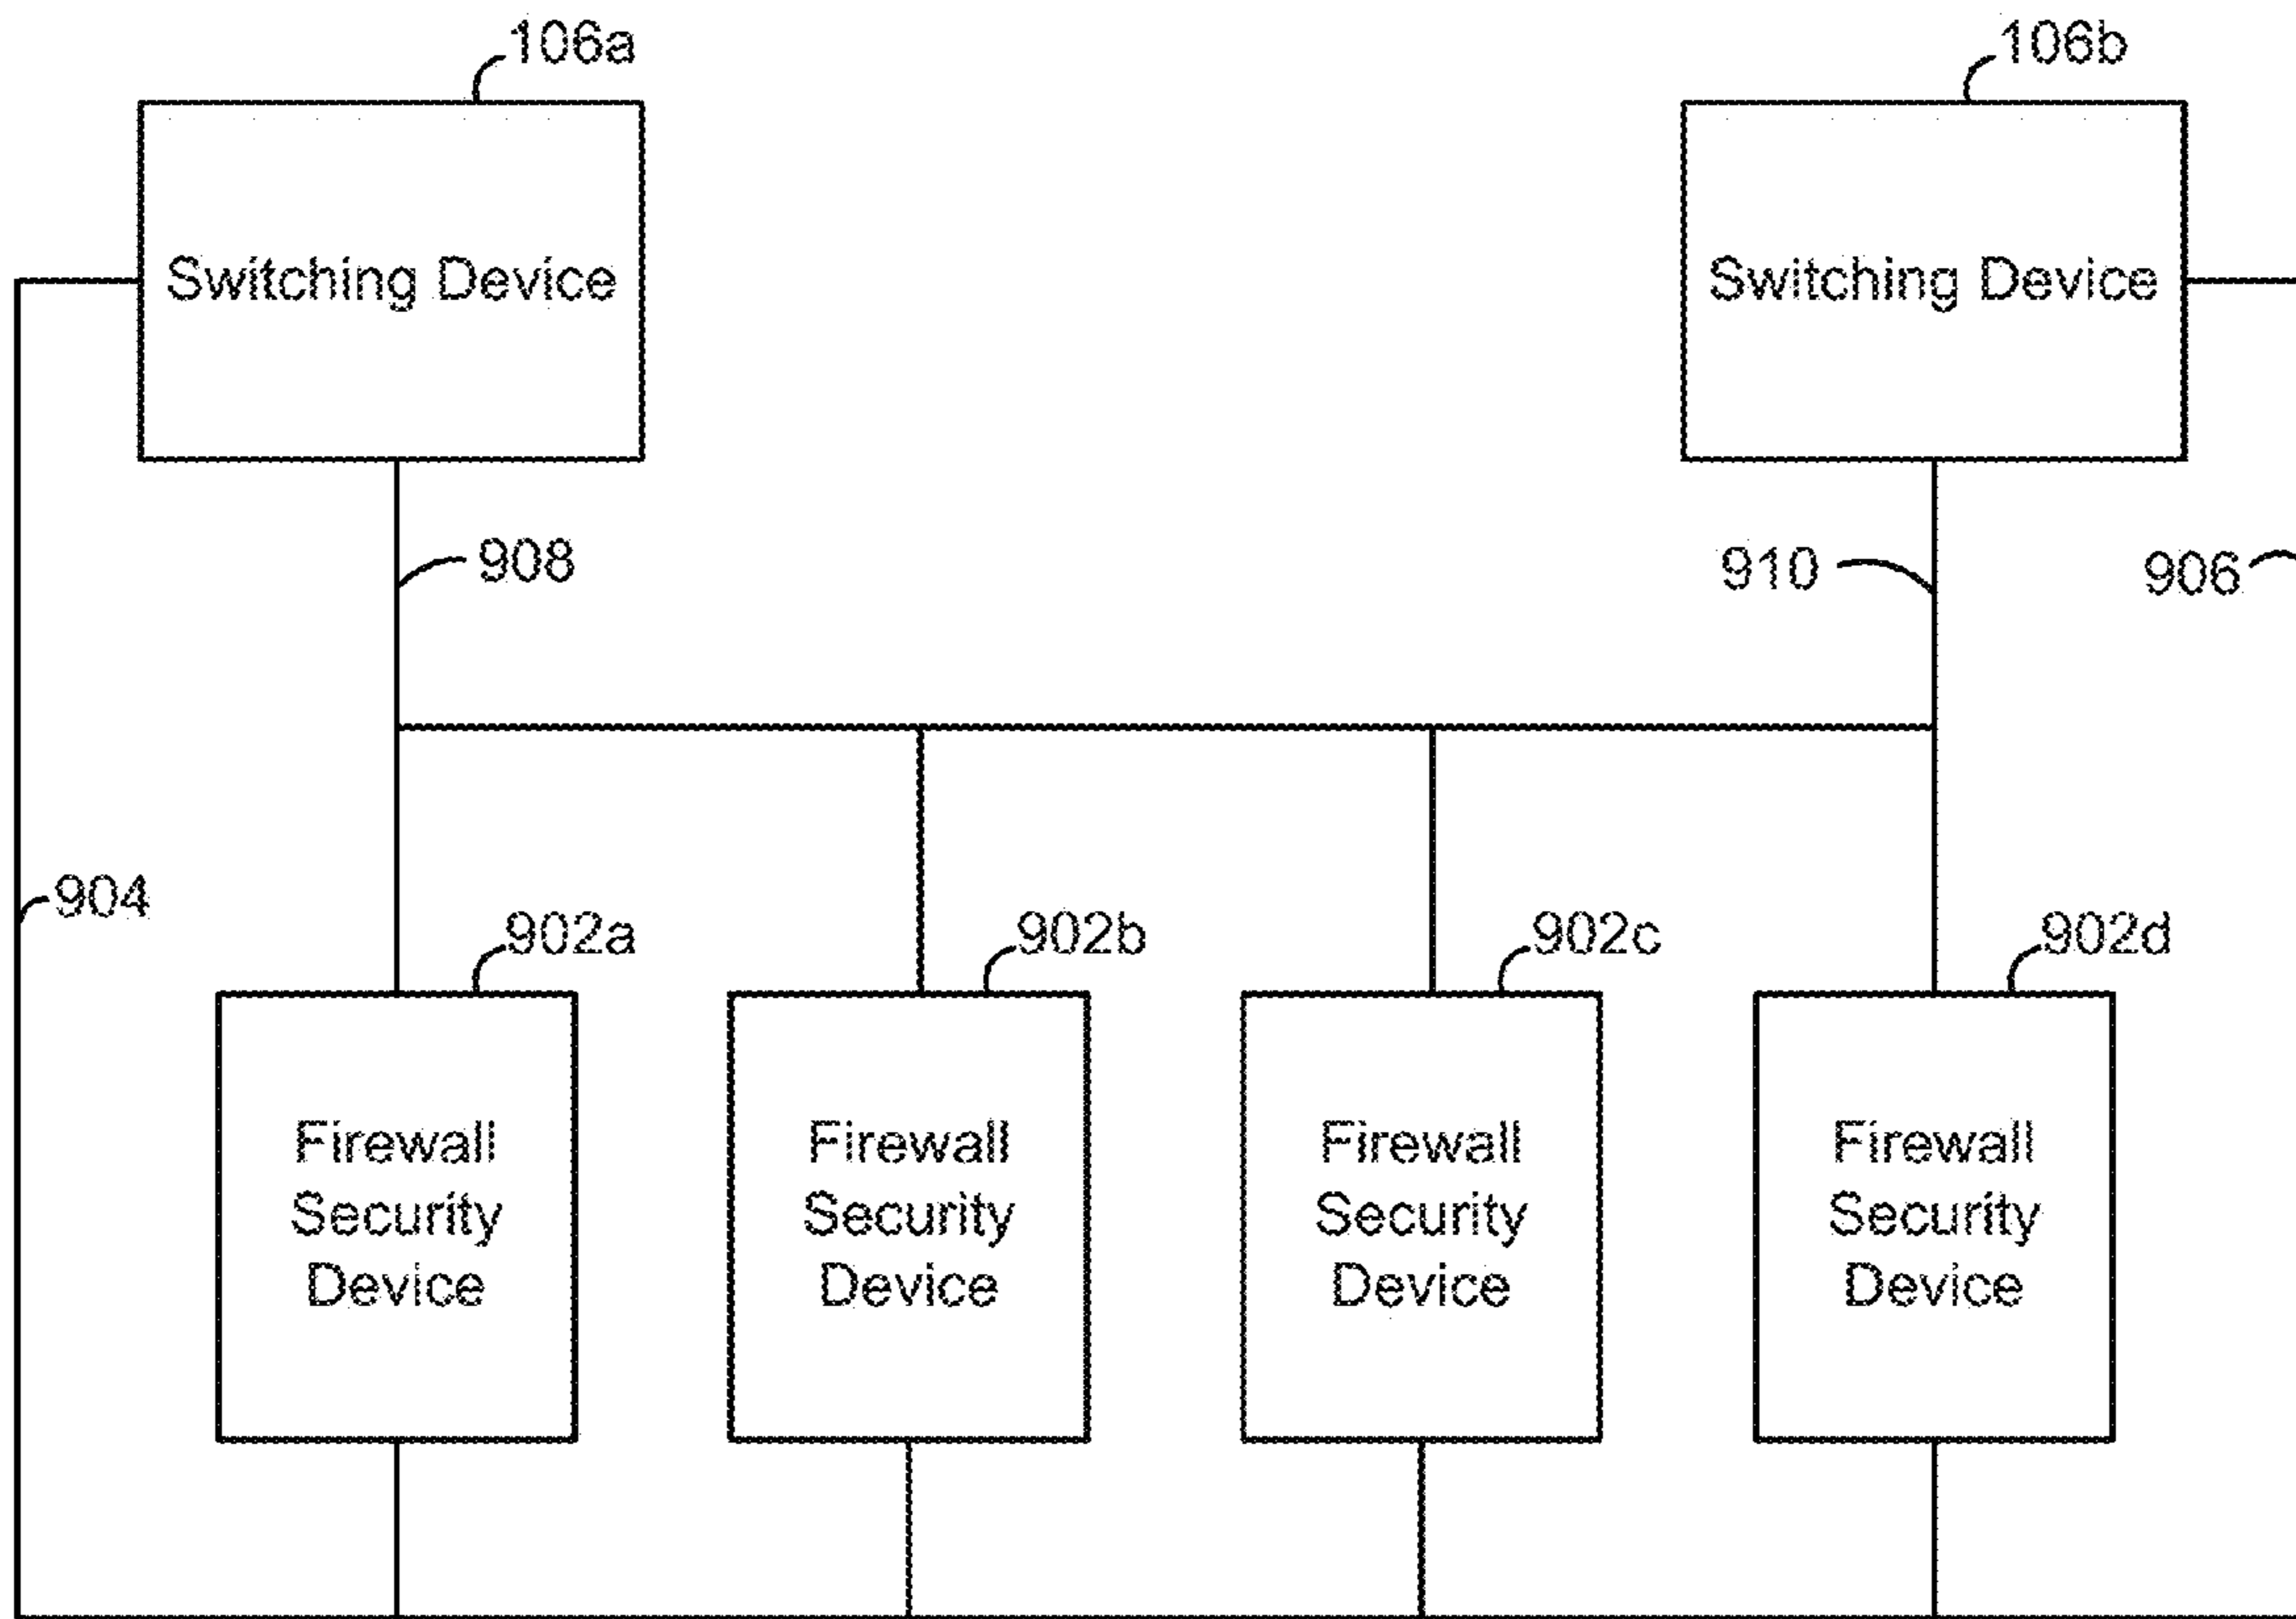 106a
106b
Switching Device
Switching Device
908
910
906
904
902a
902b
902c
902d
Firewall
Security
Device
Firewall
Security
Device
Firewall
Security
Device
Firewall
Security
Device